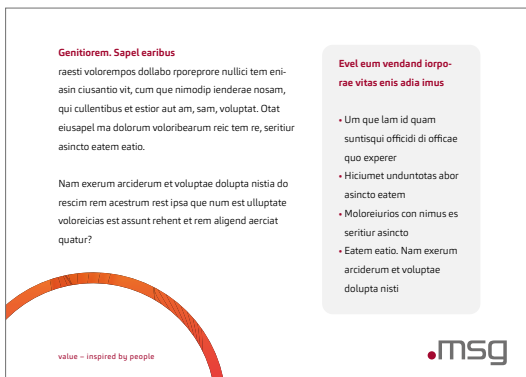 Genitiorem. Sapel earibus
raesti volorempos dollabo rporeprore nullici tem eni-
asin ciusantio vit, cum que nimodip ienderae nosam,
qui cullentibus et estior aut am, sam, voluptat. Otat
eiusapel ma dolorum voloribearum reic tem re, seritiur
asincto eatem eatio.
Nam exerum arciderum et voluptae dolupta nistia do
rescim rem acestrum rest ipsa que num est ulluptate
voloreicias est assunt rehent et rem aligend aerciat
quatur?
Evel eum vendand iorpo-
rae vitas enis adia imus
• Um que lam id quam
suntisqui officidi di officae
quo experer
• Hiciumet unduntotas abor
asincto eatem
• Moloreiurios con nimus es
seritiur asincto
• Eatem eatio. Nam exerum
arciderum et voluptae
dolupta nisti
value – inspired by people
.msg